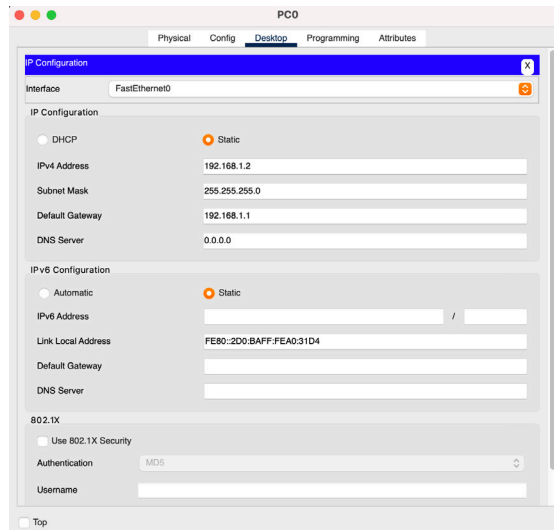 PC0
Physical Config Desktop Programming Attributes
IP Configuration X
Interface FastEthernet0
IP Configuration
DHCP Static
IPv4 Address 192.168.1.2
Subnet Mask 255.255.255.0
Default Gateway 192.168.1.1
DNS Server 0.0.0.0
IPv6 Configuration
Automatic Static
IPv6 Address /
Link Local Address FE80::2D0:BAFF:FEA0:31D4
Default Gateway
DNS Server
802.1X
Use 802.1X Security
Authentication MD5
Username
Top